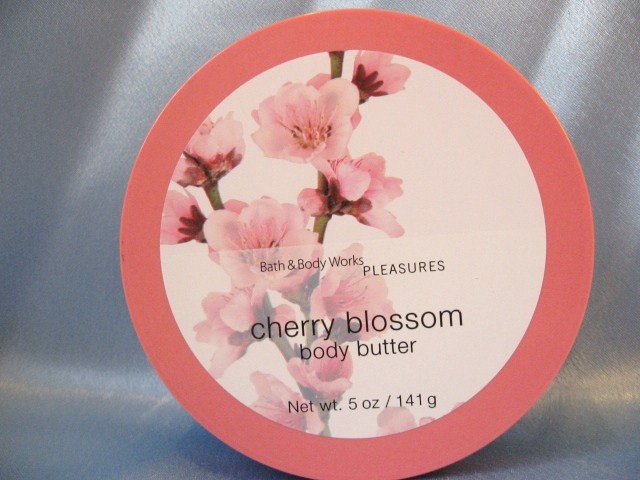 Bath & Body Works PLEASURES
cherry blossom
body butter
Net wt. 5 oz / 141 g